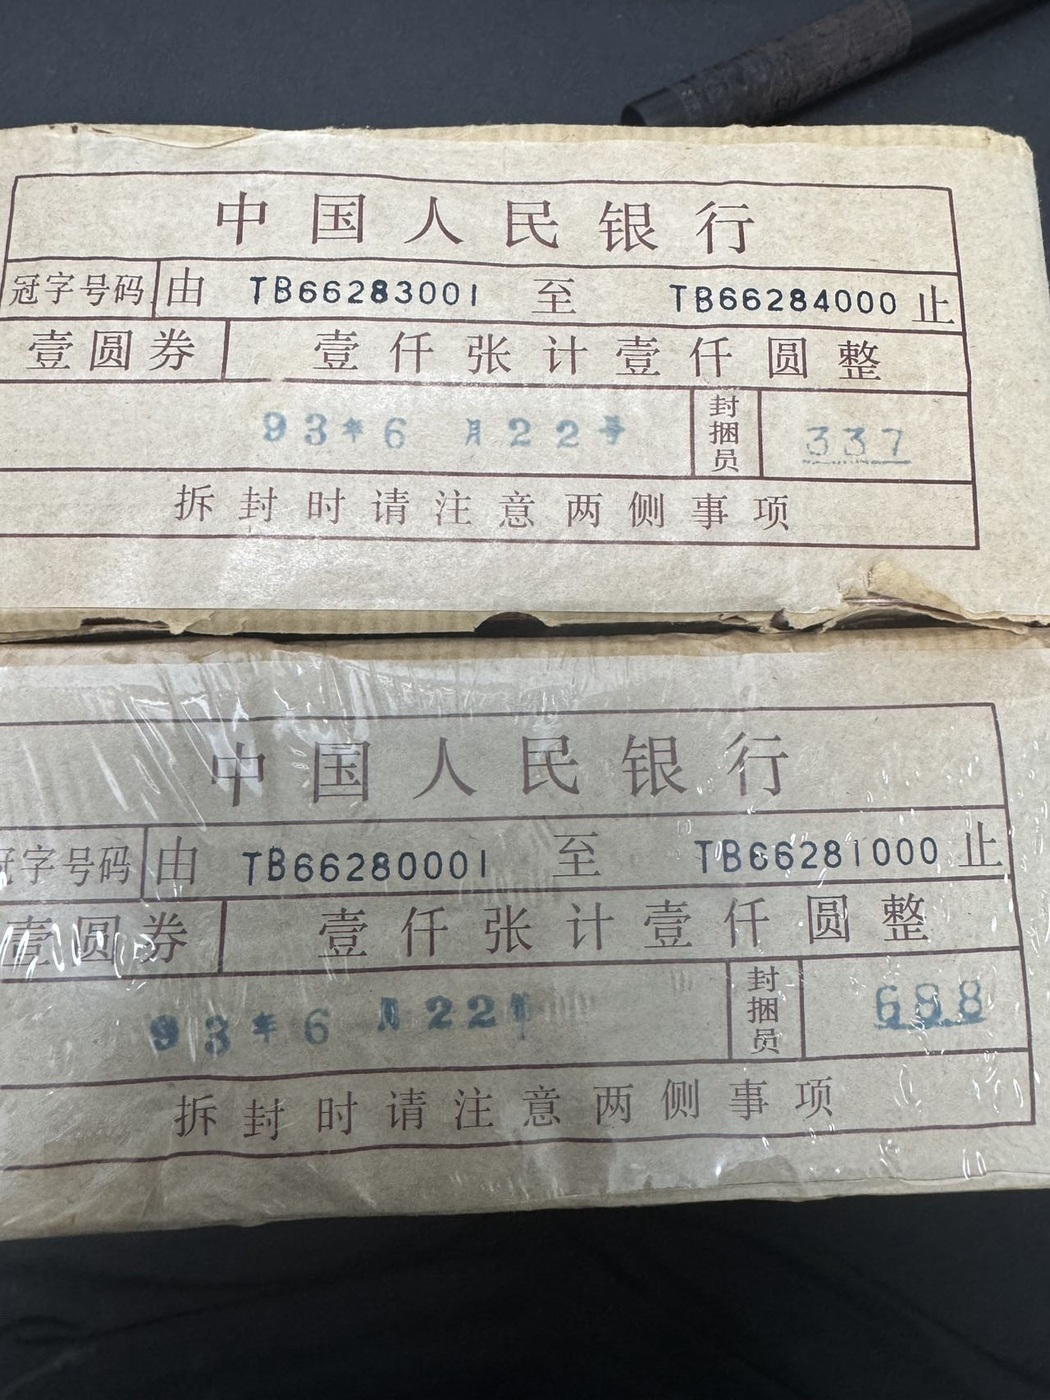 中国人民银行
冠字号码 由 TB66283001 至 TB66284000 止
壹圆券 壹仟张计壹仟圆整
93年6月22号 封捆员 337
拆封时请注意两侧事项
中国人民银行
冠字号码 由 TB66280001 至 TB66281000 止
壹圆券 壹仟张计壹仟圆整
93年6月22 封捆员 688
拆封时请注意两侧事项